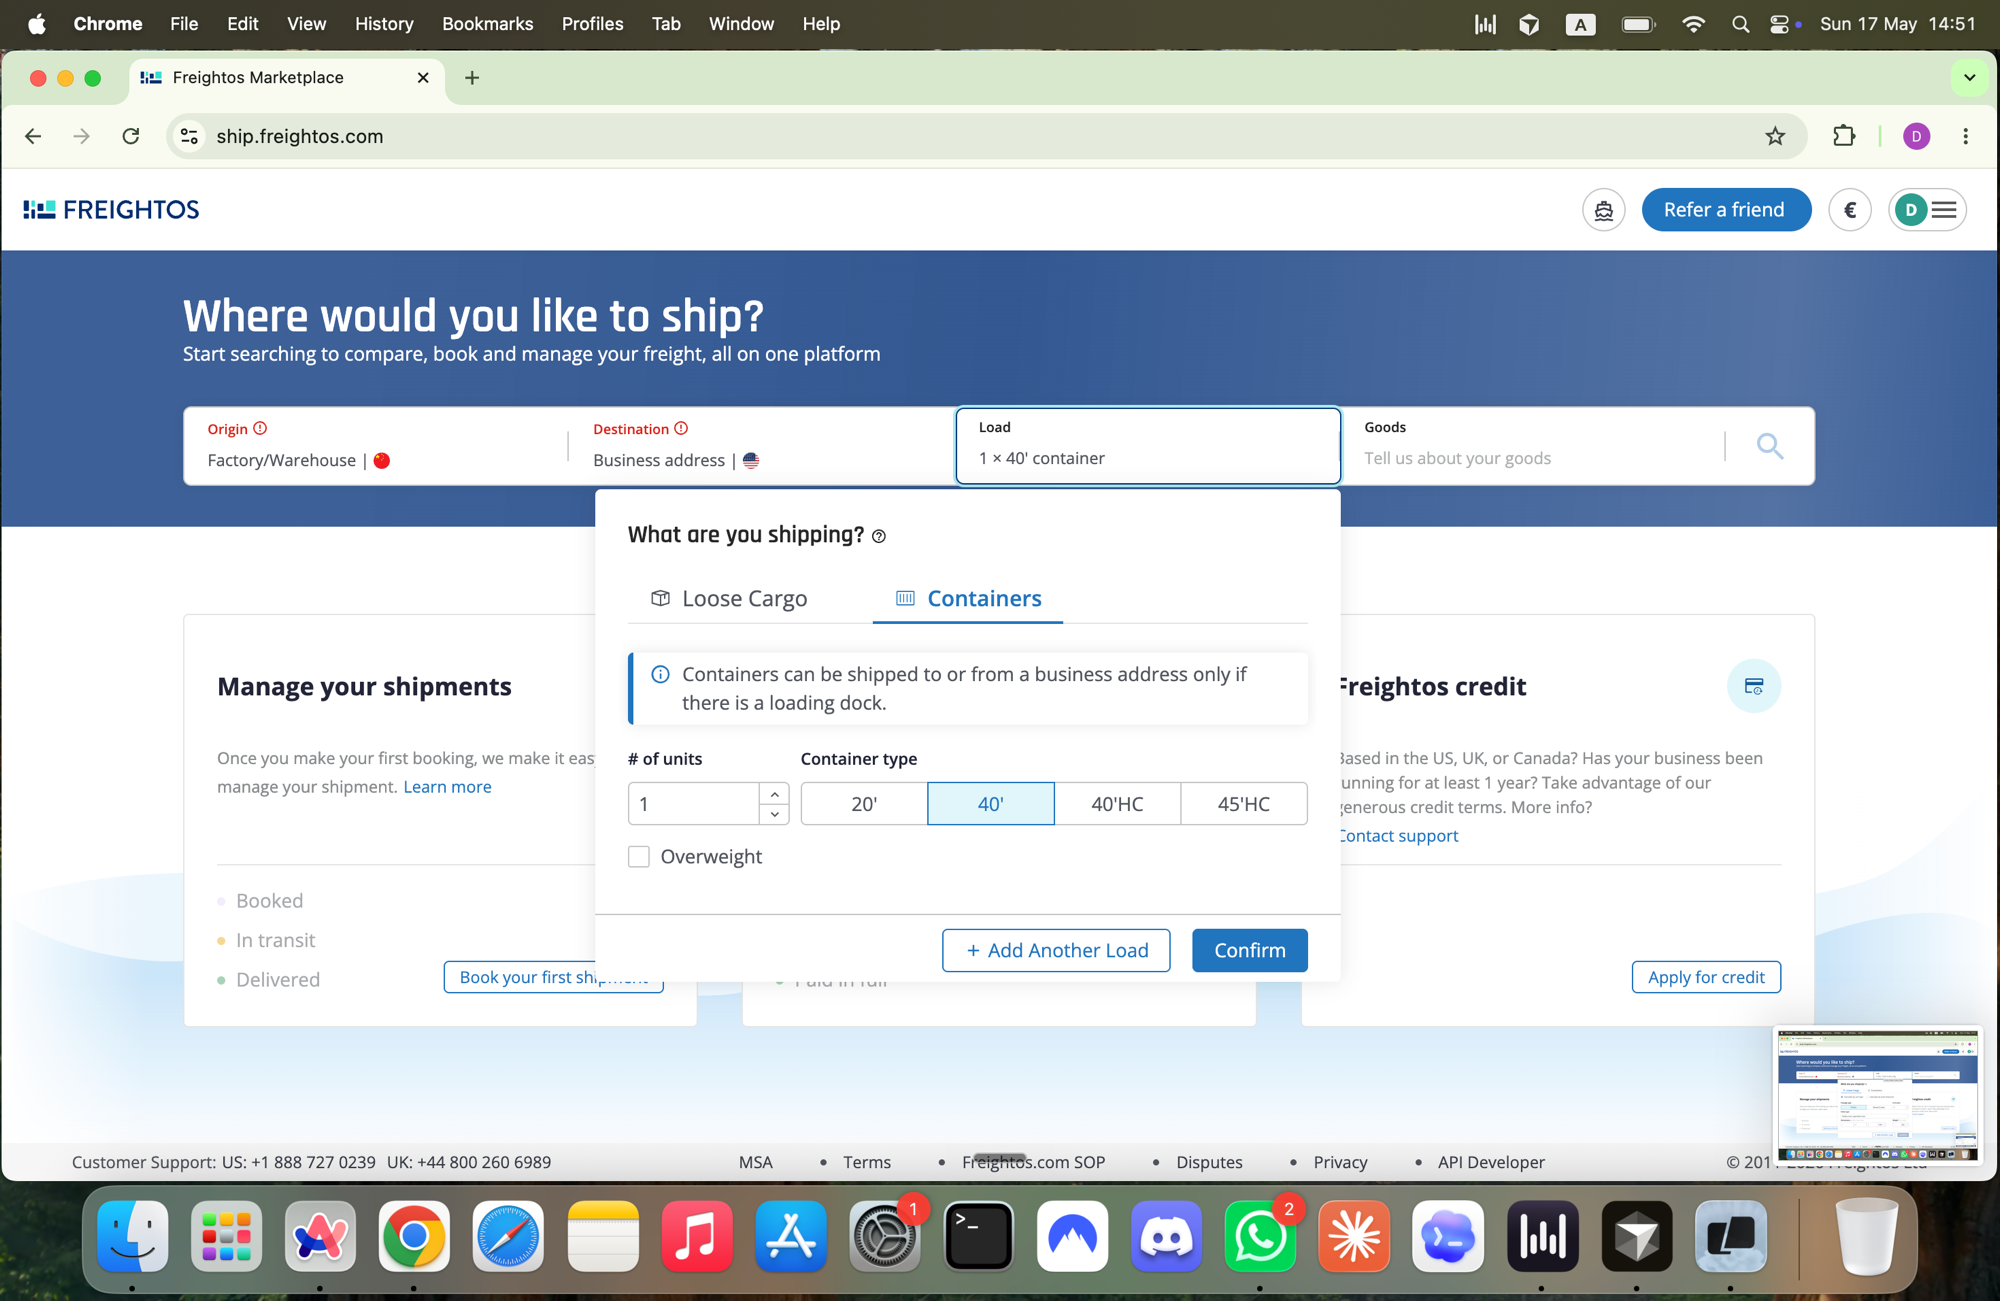 Chrome File Edit View History Bookmarks Profiles Tab Window Help
A
Sun 17 May 14:51
Freightos Marketplace
ship.freightos.com
D
FREIGHTOS
Refer a friend
€
D
Where would you like to ship?
Start searching to compare, book and manage your freight, all on one platform
Origin
Factory/Warehouse |
Destination
Business address |
Load
1 × 40' container
Goods
Tell us about your goods
What are you shipping?
Loose Cargo
Containers
Containers can be shipped to or from a business address only if
there is a loading dock.
# of units
Container type
1
20'
40'
40'HC
45'HC
Overweight
+ Add Another Load
Confirm
Manage your shipments
Once you make your first booking, we make it eas
manage your shipment. Learn more
Booked
In transit
Delivered
Book your first shipment
Paid in full
Freightos credit
Based in the US, UK, or Canada? Has your business been
running for at least 1 year? Take advantage of our
generous credit terms. More info?
Contact support
Apply for credit
Customer Support: US: +1 888 727 0239 UK: +44 800 260 6989
MSA • Terms • Freightos.com SOP • Disputes • Privacy • API Developer
1
2